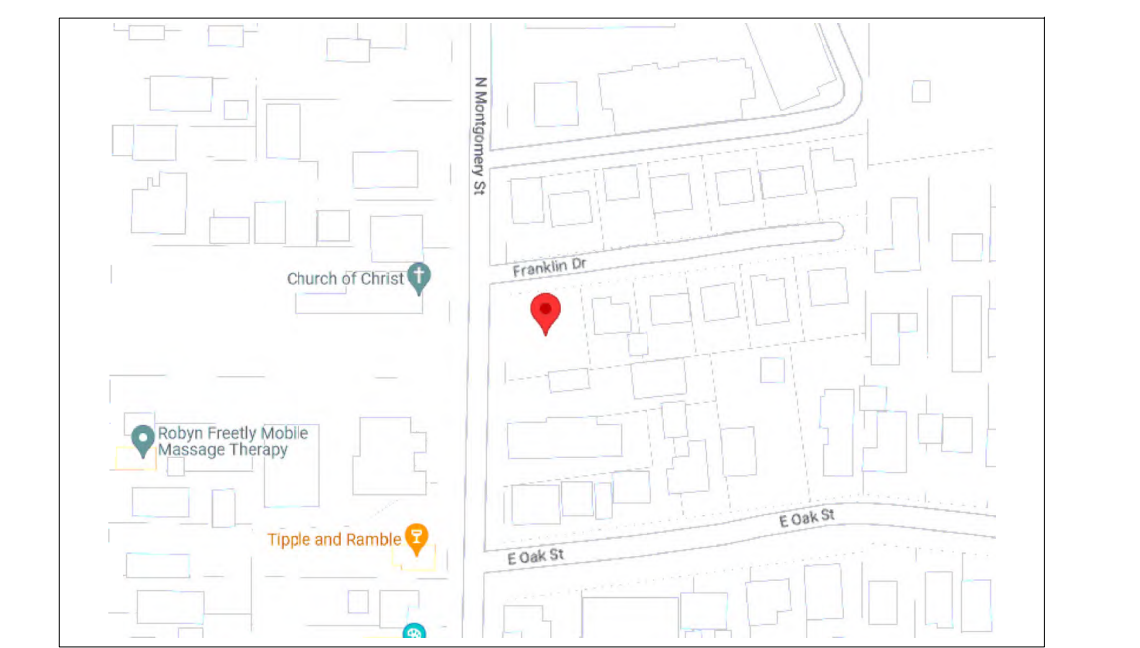 N Montgomery St
Franklin Dr
Church of Christ
Robyn Freetly Mobile
Massage Therapy
E Oak St
Tipple and Ramble
E Oak St